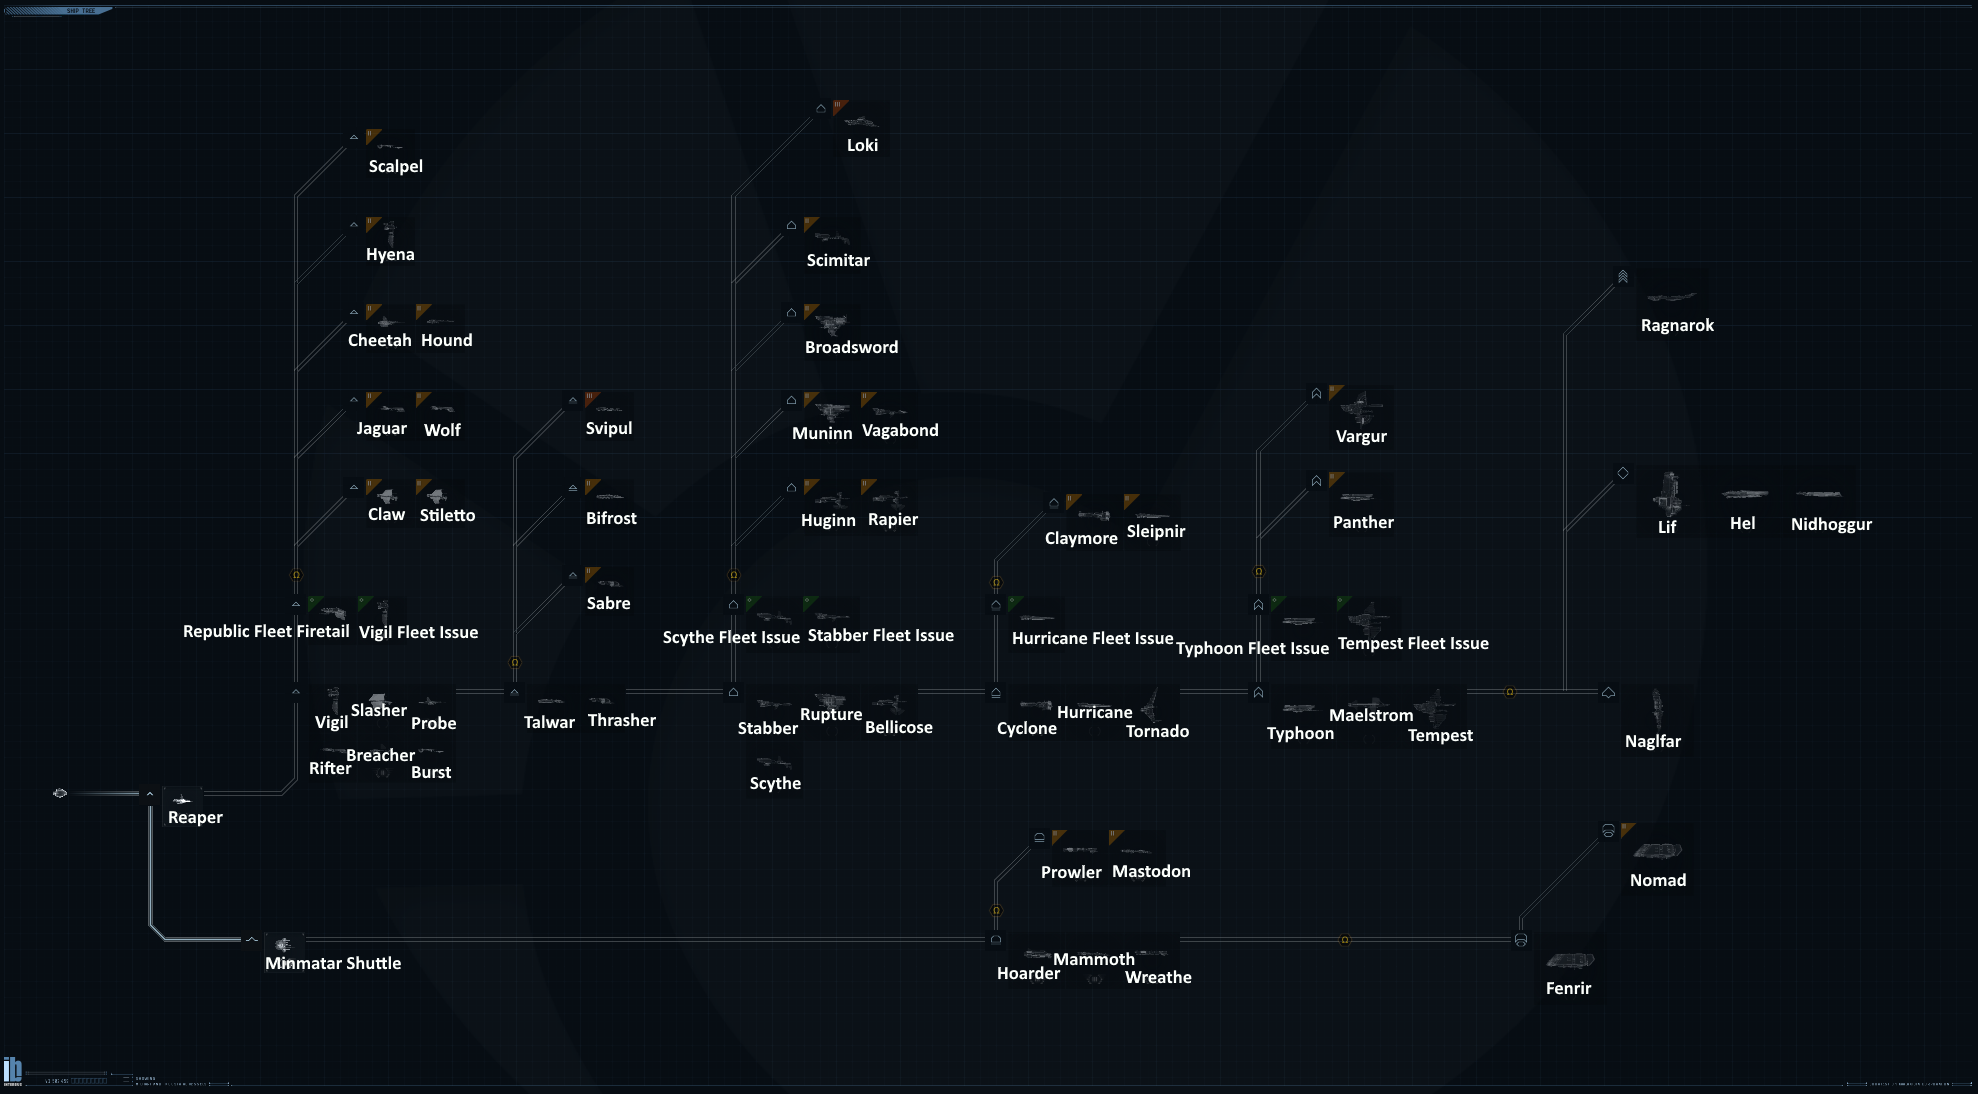 SHIP TREE
Loki
Scalpel
Hyena
Scimitar
Ragnarok
Cheetah Hound
Broadsword
Jaguar Wolf
Svipul
Muninn Vagabond
Vargur
Claw Stiletto
Bifrost
Huginn Rapier
Claymore Sleipnir
Panther
Lif Hel Nidhoggur
Sabre
Republic Fleet Firetail Vigil Fleet Issue
Scythe Fleet Issue Stabber Fleet Issue
Hurricane Fleet Issue
Typhoon Fleet Issue Tempest Fleet Issue
Vigil Slasher Probe
Talwar Thrasher
Stabber Rupture Bellicose
Cyclone Hurricane Tornado
Typhoon Maelstrom Tempest
Naglfar
Rifter Breacher Burst
Scythe
Reaper
Prowler Mastodon
Nomad
Minmatar Shuttle
Hoarder Mammoth Wreathe
Fenrir